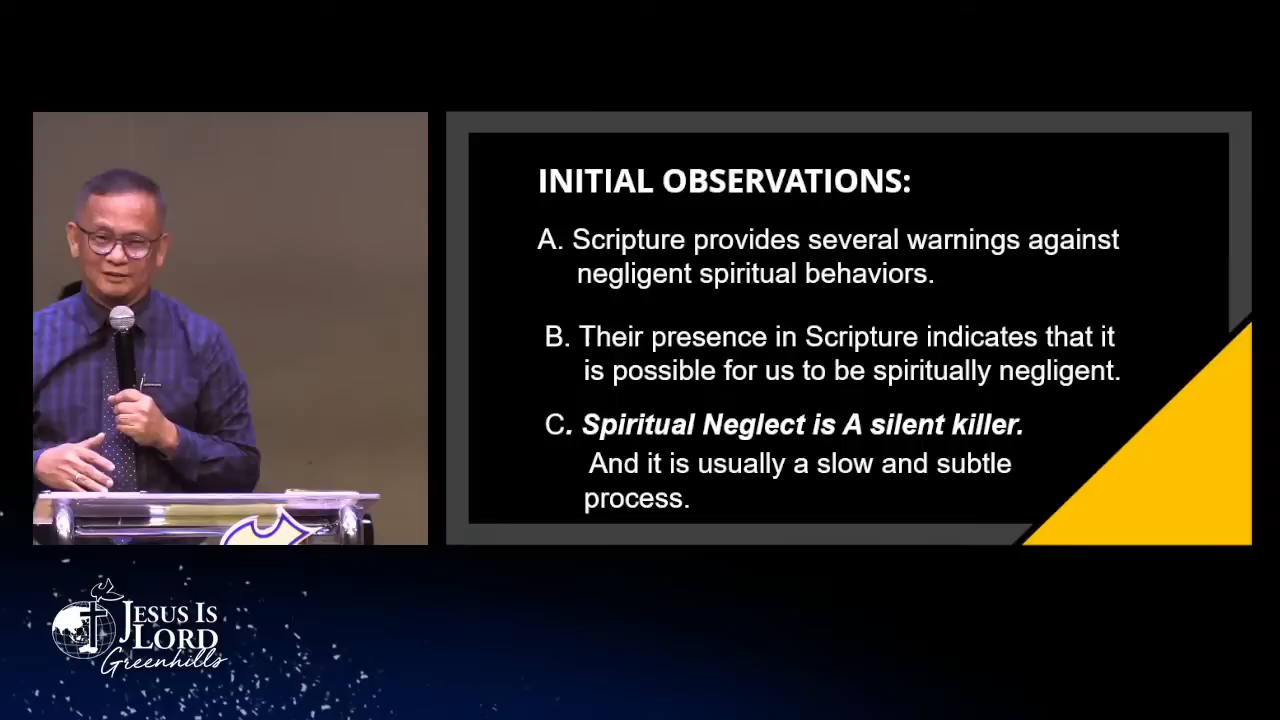 INITIAL OBSERVATIONS:
A. Scripture provides several warnings against
negligent spiritual behaviors.
B. Their presence in Scripture indicates that it
is possible for us to be spiritually negligent.
C. Spiritual Neglect is A silent killer.
And it is usually a slow and subtle
process.
JESUS IS
LORD
Greenhills